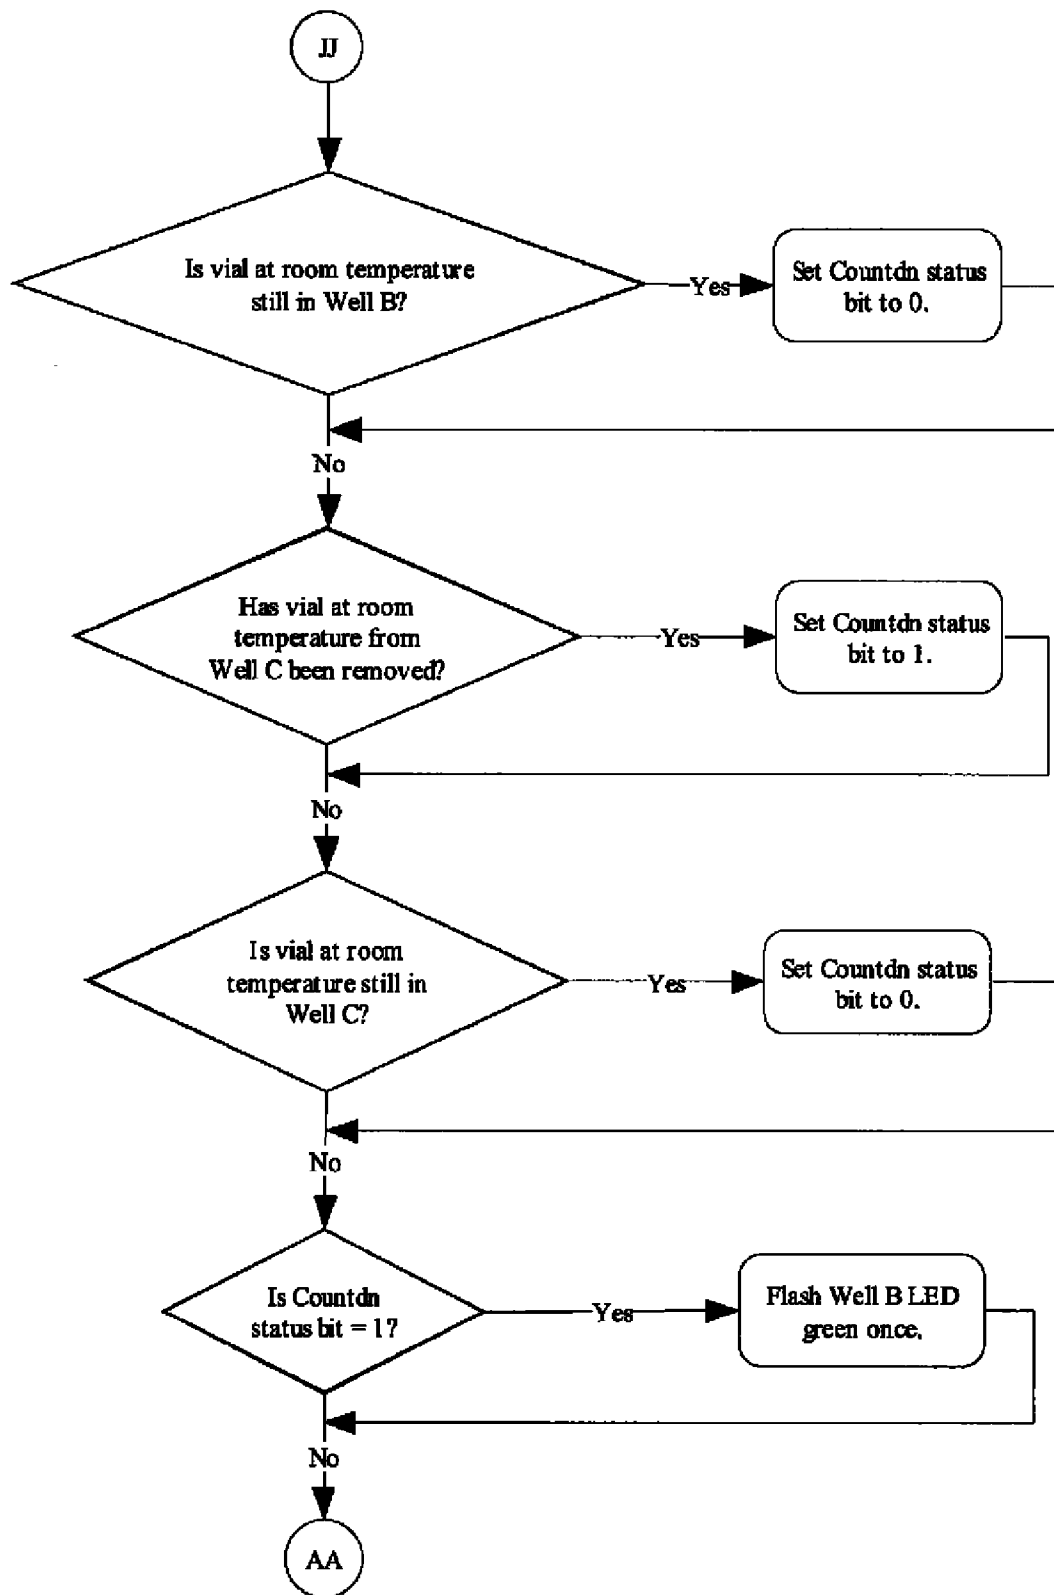 JJ
Is vial at room temperature
still in Well B?
Yes
Set Countdn status
bit to 0.
No
Has vial at room
temperature from
Well C been removed?
Yes
Set Countdn status
bit to 1.
No
Is vial at room
temperature still in
Well C?
Yes
Set Countdn status
bit to 0.
No
Is Countdn
status bit = 1?
Yes
Flash Well B LED
green once.
No
AA